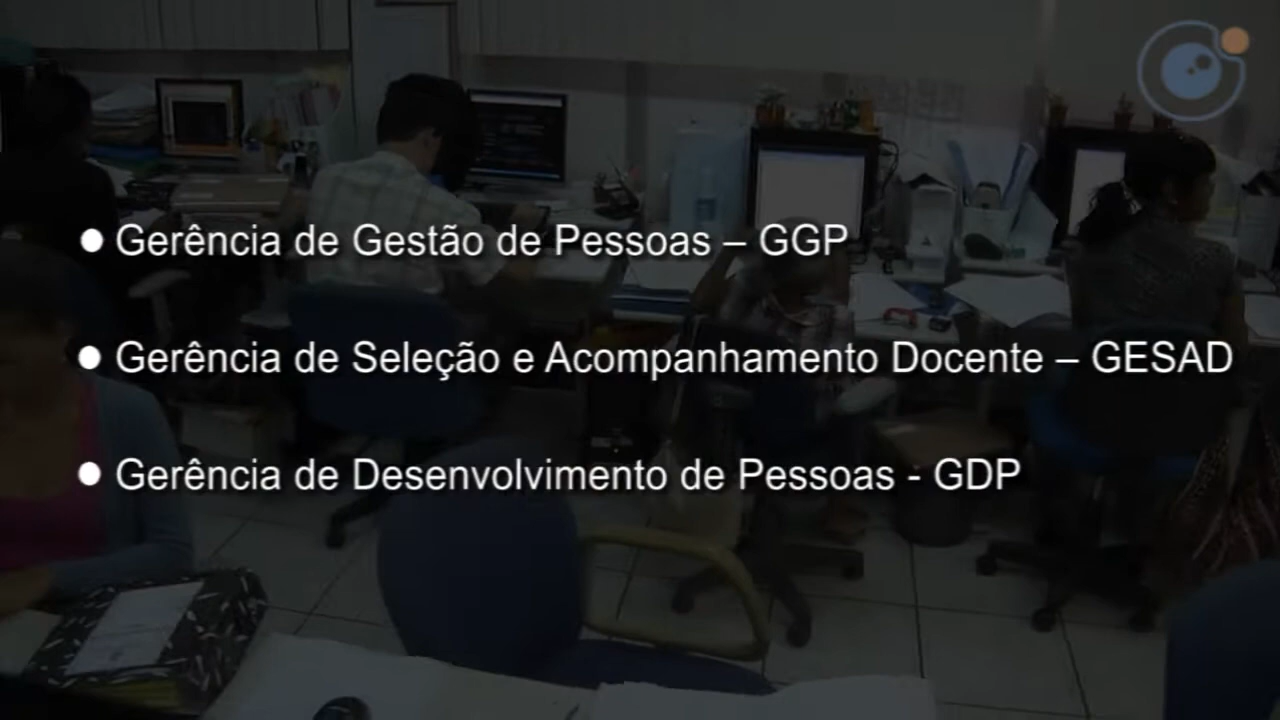 ● Gerência de Gestão de Pessoas – GGP
● Gerência de Seleção e Acompanhamento Docente – GESAD
● Gerência de Desenvolvimento de Pessoas - GDP